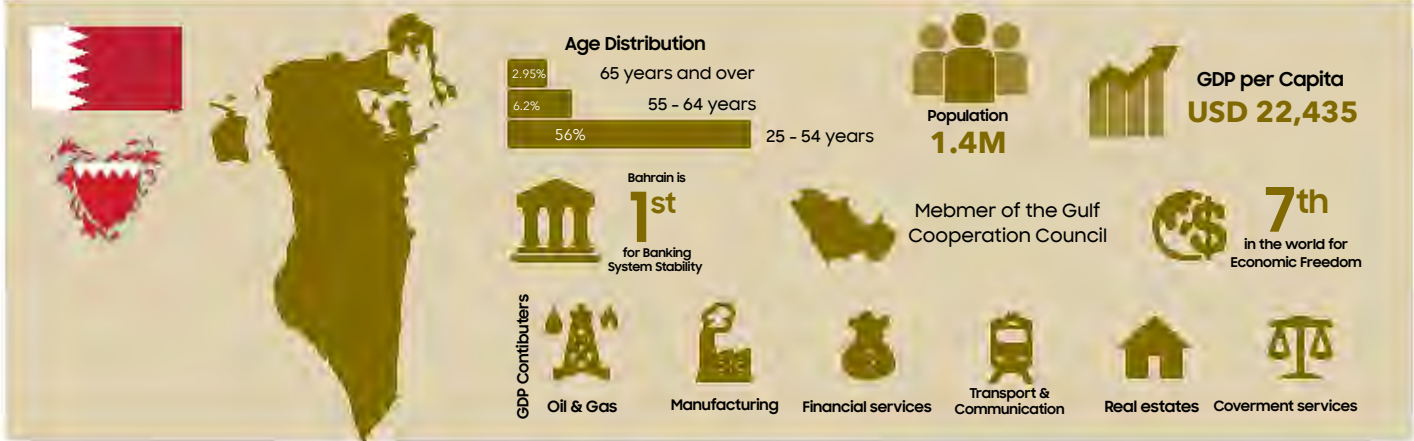 Age Distribution
2.95% 65 years and over
6.2% 55 - 64 years
56% 25 - 54 years
Population
1.4M
GDP per Capita
USD 22,435
Bahrain is
1st
for Banking
System Stability
Mebmer of the Gulf
Cooperation Council
7th
in the world for
Economic Freedom
GDP Contibuters
Oil & Gas
Manufacturing
Financial services
Transport &
Communication
Real estates
Coverment services